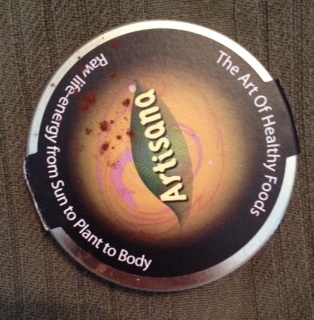 The Art Of Healthy Foods
Artisana®
Raw life-energy from Sun to Plant to Body